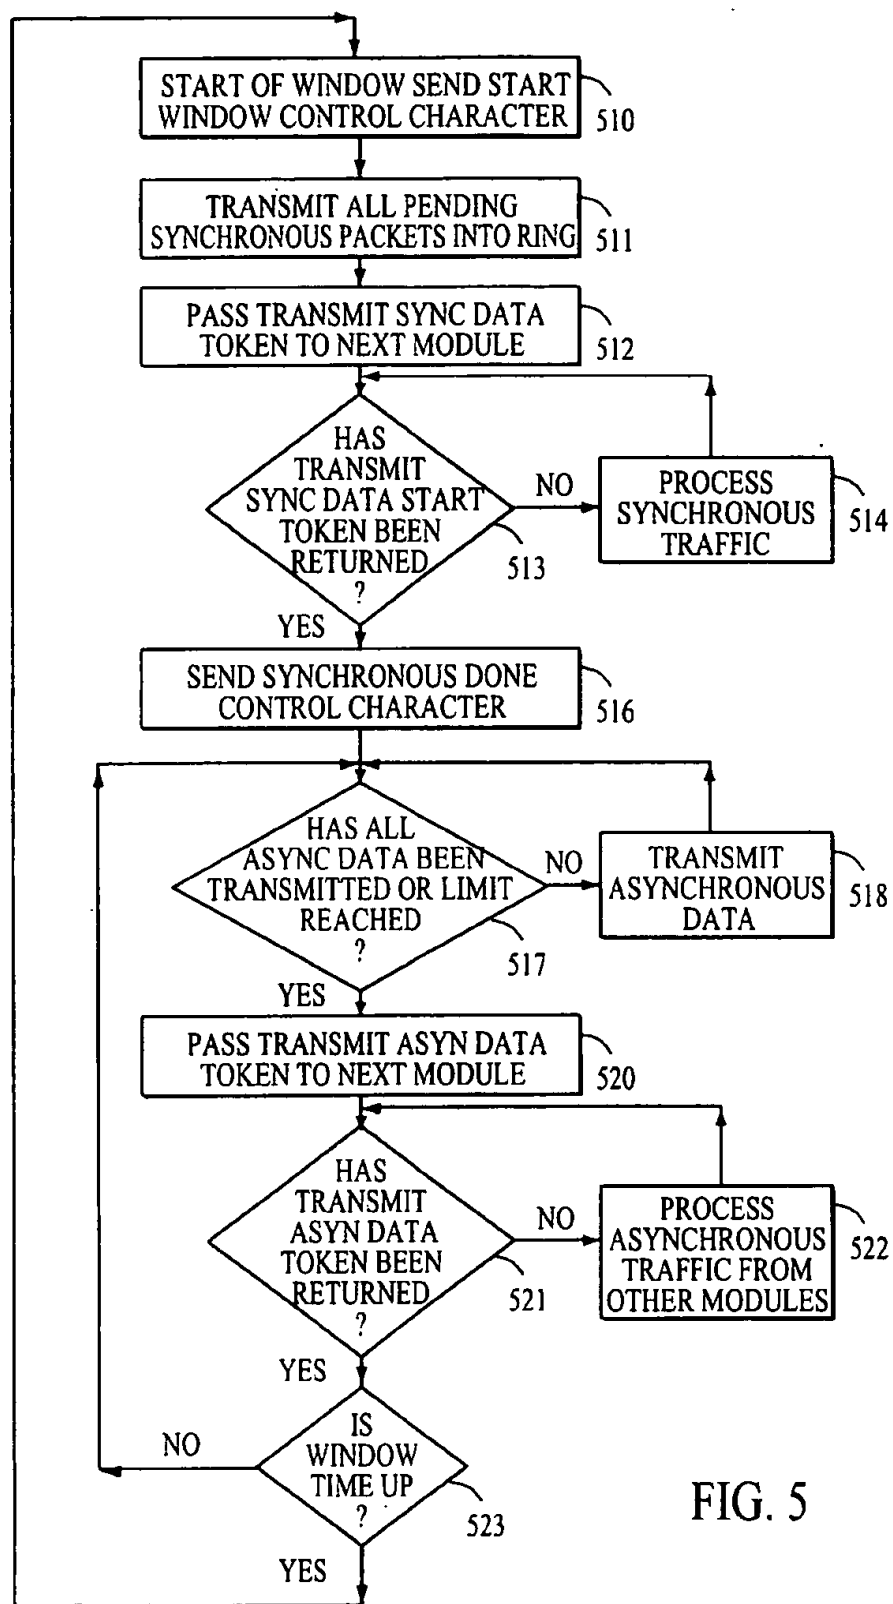 START OF WINDOW SEND START
WINDOW CONTROL CHARACTER
510
TRANSMIT ALL PENDING
SYNCHRONOUS PACKETS INTO RING
511
PASS TRANSMIT SYNC DATA
TOKEN TO NEXT MODULE
512
HAS
TRANSMIT
SYNC DATA START
TOKEN BEEN
RETURNED
?
513
NO
PROCESS
SYNCHRONOUS
TRAFFIC
514
YES
SEND SYNCHRONOUS DONE
CONTROL CHARACTER
516
HAS ALL
ASYNC DATA BEEN
TRANSMITTED OR LIMIT
REACHED
?
517
NO
TRANSMIT
ASYNCHRONOUS
DATA
518
YES
PASS TRANSMIT ASYN DATA
TOKEN TO NEXT MODULE
520
HAS
TRANSMIT
ASYN DATA
TOKEN BEEN
RETURNED
?
521
NO
PROCESS
ASYNCHRONOUS
TRAFFIC FROM
OTHER MODULES
522
YES
IS
WINDOW
TIME UP
?
523
NO
YES
FIG. 5